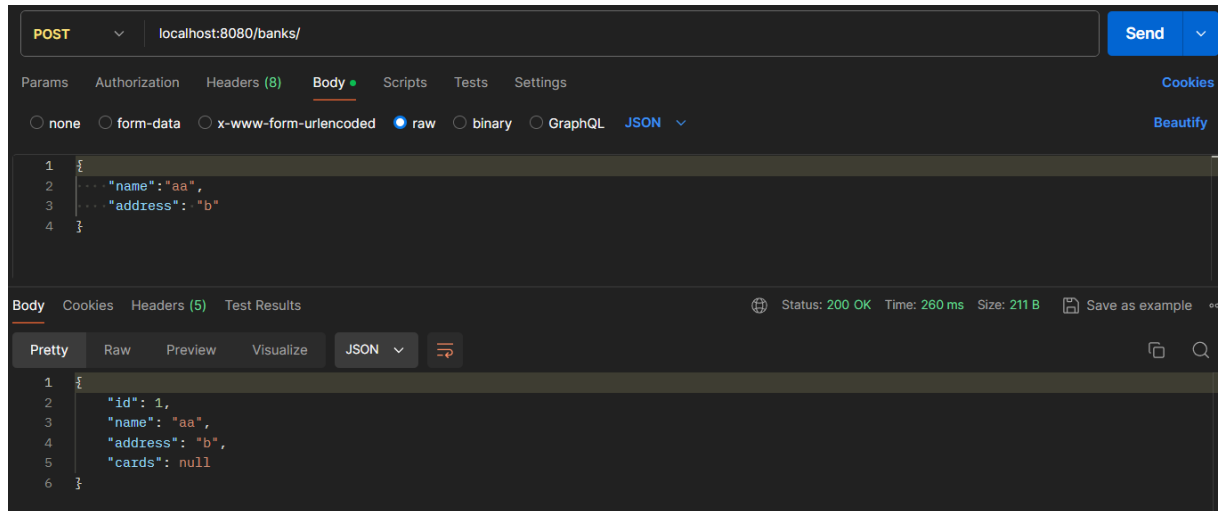 POST localhost:8080/banks/ Send
Params Authorization Headers (8) Body Scripts Tests Settings Cookies
none form-data x-www-form-urlencoded raw binary GraphQL JSON Beautify
1 {
2 "name":"aa",
3 "address": "b"
4 }
Body Cookies Headers (5) Test Results Status: 200 OK Time: 260 ms Size: 211 B Save as example
Pretty Raw Preview Visualize JSON
1 {
2 "id": 1,
3 "name": "aa",
4 "address": "b",
5 "cards": null
6 }